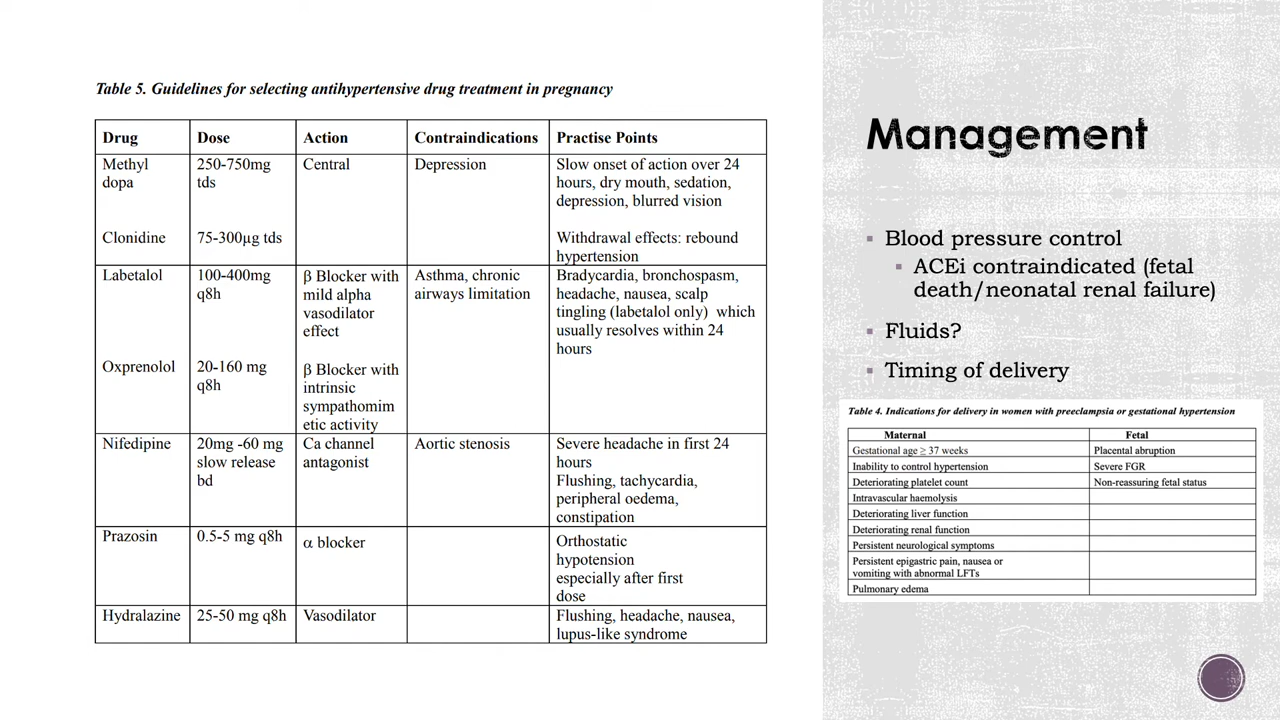 Table 5. Guidelines for selecting antihypertensive drug treatment in pregnancy
Drug Dose Action Contraindications Practise Points
Methyl dopa 250-750mg tds Central Depression Slow onset of action over 24
hours, dry mouth, sedation,
depression, blurred vision
Clonidine 75-300µg tds Withdrawal effects: rebound
hypertension
Labetalol 100-400mg q8h β Blocker with mild alpha vasodilator effect Asthma, chronic airways limitation Bradycardia, bronchospasm,
headache, nausea, scalp
tingling (labetalol only) which
usually resolves within 24
hours
Oxprenolol 20-160 mg q8h β Blocker with
intrinsic
sympathomim
etic activity
Nifedipine 20mg -60 mg slow release bd Ca channel antagonist Aortic stenosis Severe headache in first 24
hours
Flushing, tachycardia,
peripheral oedema,
constipation
Prazosin 0.5-5 mg q8h α blocker Orthostatic
hypotension
especially after first
dose
Hydralazine 25-50 mg q8h Vasodilator Flushing, headache, nausea,
lupus-like syndrome
Management
▪ Blood pressure control
▪ ACEi contraindicated (fetal
death/neonatal renal failure)
▪ Fluids?
▪ Timing of delivery
Table 4. Indications for delivery in women with preeclampsia or gestational hypertension
Maternal Fetal
Gestational age ≥ 37 weeks Placental abruption
Inability to control hypertension Severe FGR
Deteriorating platelet count Non-reassuring fetal status
Intravascular haemolysis
Deteriorating liver function
Deteriorating renal function
Persistent neurological symptoms
Persistent epigastric pain, nausea or
vomiting with abnormal LFTs
Pulmonary edema